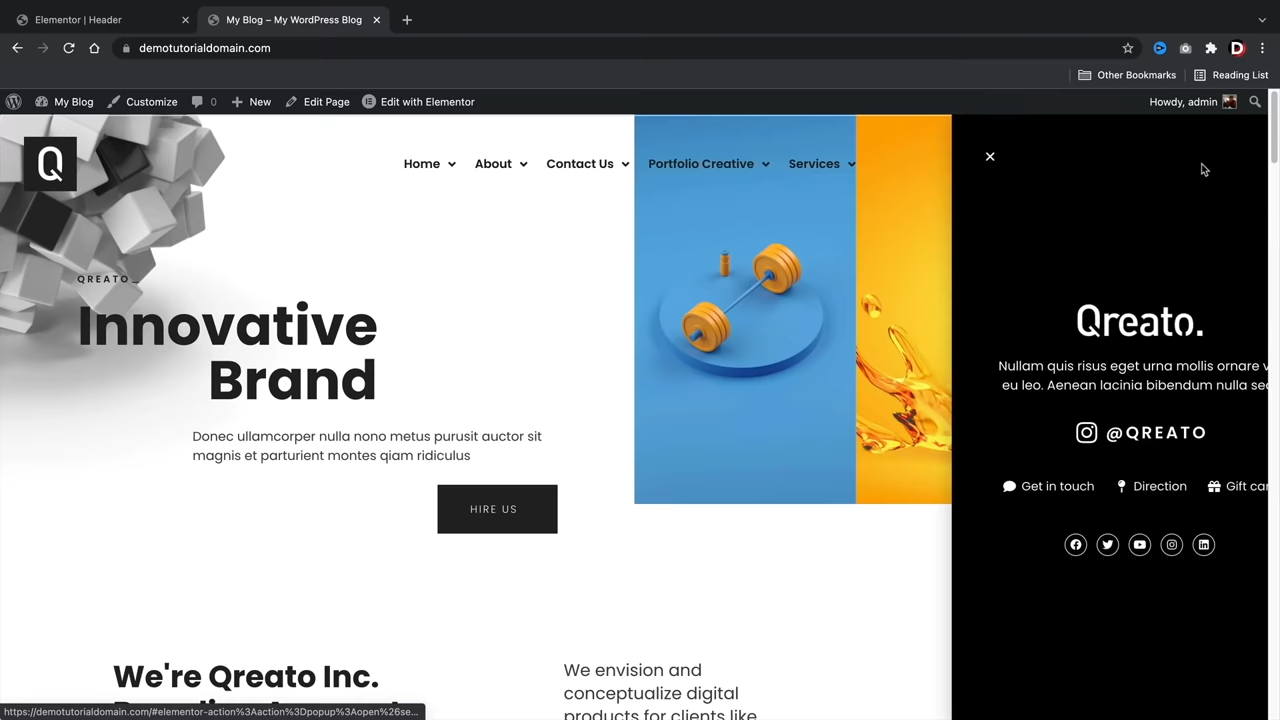 Elementor | Header
My Blog – My WordPress Blog
demotutorialdomain.com
Other Bookmarks
Reading List
My Blog
Customize
0
New
Edit Page
Edit with Elementor
Howdy, admin
Q
Home
About
Contact Us
Portfolio Creative
Services
QREATO_
Innovative
Brand
Donec ullamcorper nulla nono metus purusit auctor sit
magnis et parturient montes qiam ridiculus
HIRE US
Qreato.
Nullam quis risus eget urna mollis ornare v
eu leo. Aenean lacinia bibendum nulla sed
@QREATO
Get in touch
Direction
Gift car
We're Qreato Inc.
We envision and
conceptualize digital
products for clients like
https://demotutorialdomain.com/#elementor-action%3Aaction%3Dpopup%3Aopen%26se...